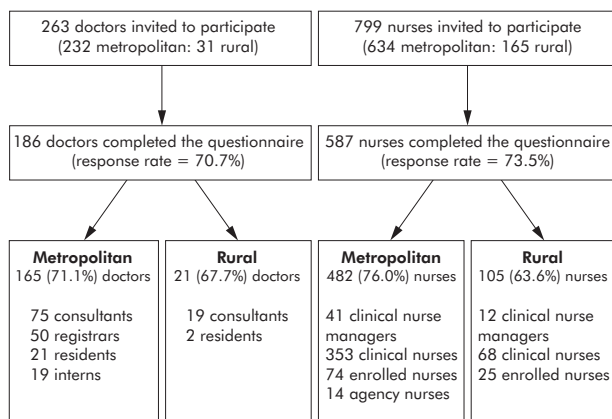 263 doctors invited to participate
(232 metropolitan: 31 rural)
799 nurses invited to participate
(634 metropolitan: 165 rural)
186 doctors completed the questionnaire
(response rate = 70.7%)
587 nurses completed the questionnaire
(response rate = 73.5%)
Metropolitan
165 (71.1%) doctors
75 consultants
50 registrars
21 residents
19 interns
Rural
21 (67.7%) doctors
19 consultants
2 residents
Metropolitan
482 (76.0%) nurses
41 clinical nurse
managers
353 clinical nurses
74 enrolled nurses
14 agency nurses
Rural
105 (63.6%) nurses
12 clinical nurse
managers
68 clinical nurses
25 enrolled nurses